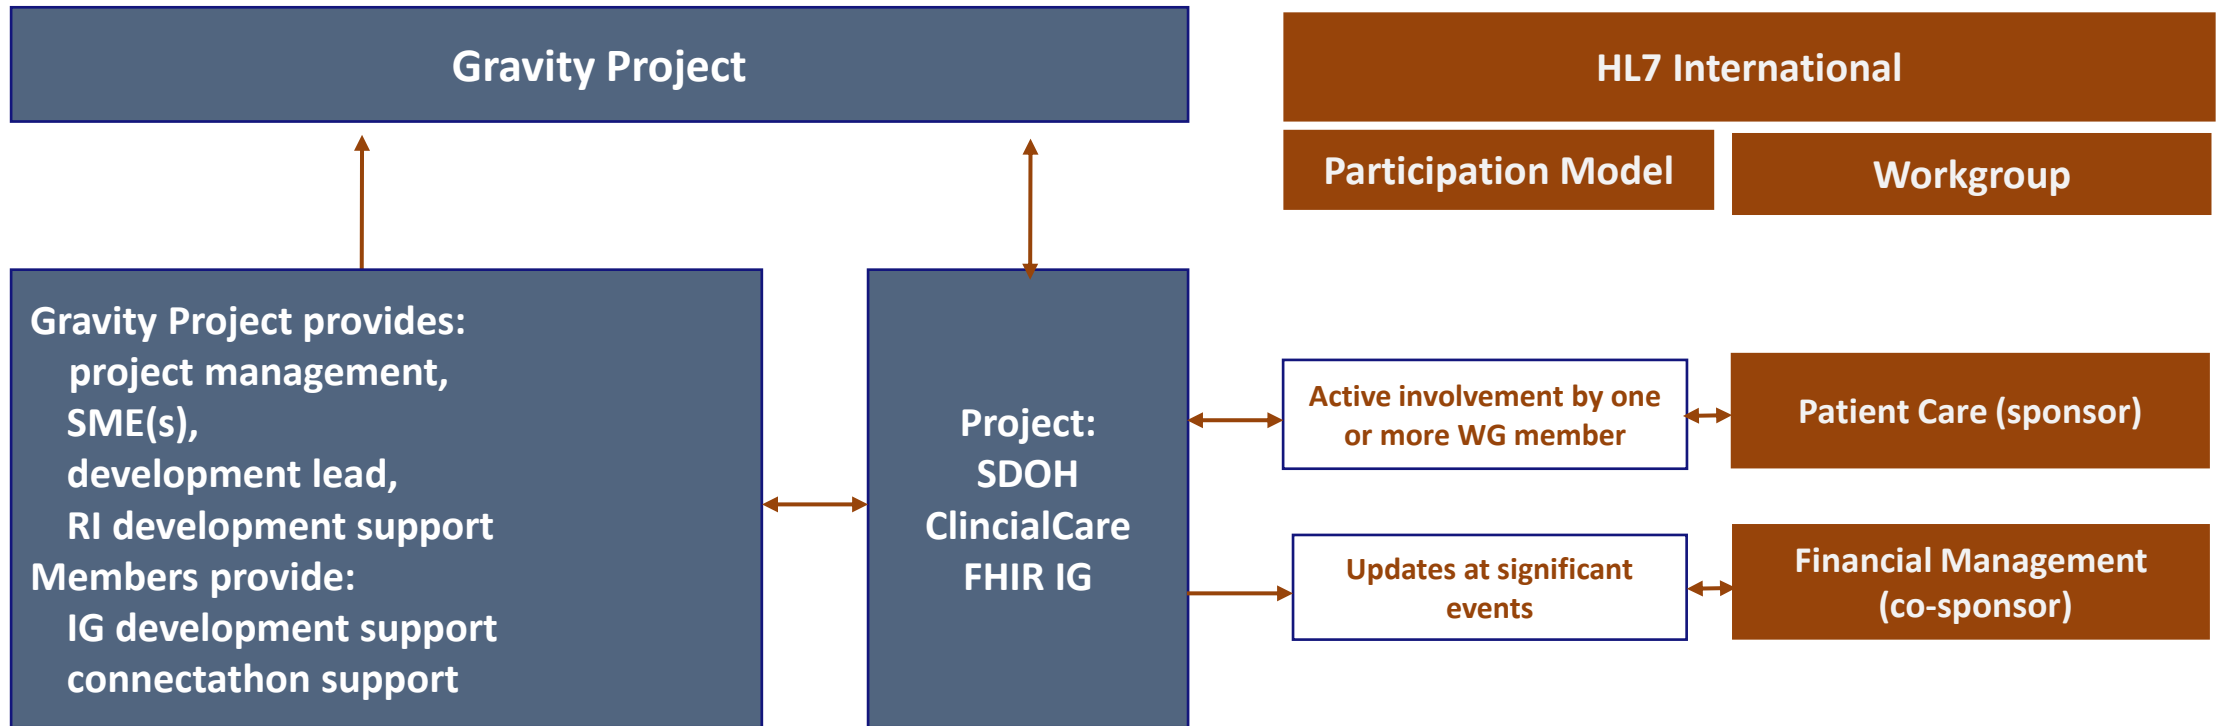 Gravity Project
HL7 International
Participation Model
Workgroup
Gravity Project provides:
project management,
SME(s),
development lead,
RI development support
Members provide:
IG development support
connectathon support
Project:
SDOH
ClincialCare
FHIR IG
Active involvement by one
or more WG member
Patient Care (sponsor)
Updates at significant
events
Financial Management
(co-sponsor)